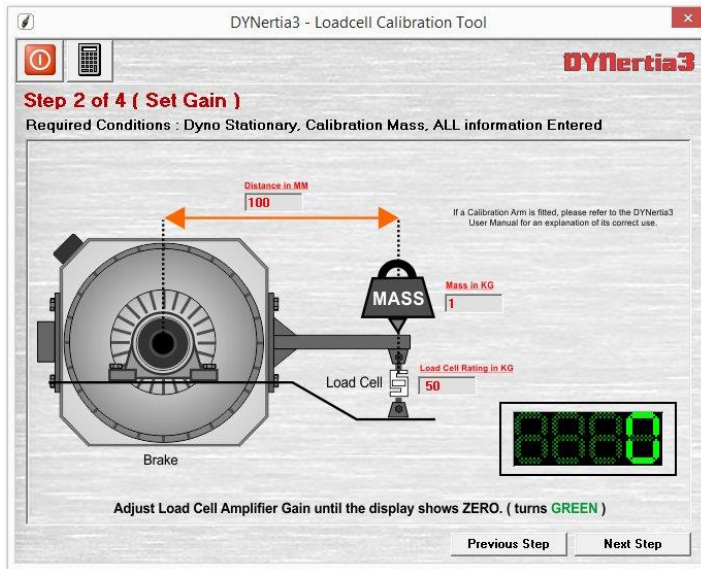 DYNertia3 - Loadcell Calibration Tool
DYNertia3
Step 2 of 4 ( Set Gain )
Required Conditions : Dyno Stationary, Calibration Mass, ALL information Entered
Distance in MM
100
If a Calibration Arm is fitted, please refer to the DYNertia3
User Manual for an explanation of its correct use.
MASS
Mass in KG
1
Load Cell Rating in KG
Load Cell
50
0
Brake
Adjust Load Cell Amplifier Gain until the display shows ZERO. ( turns GREEN )
Previous Step
Next Step